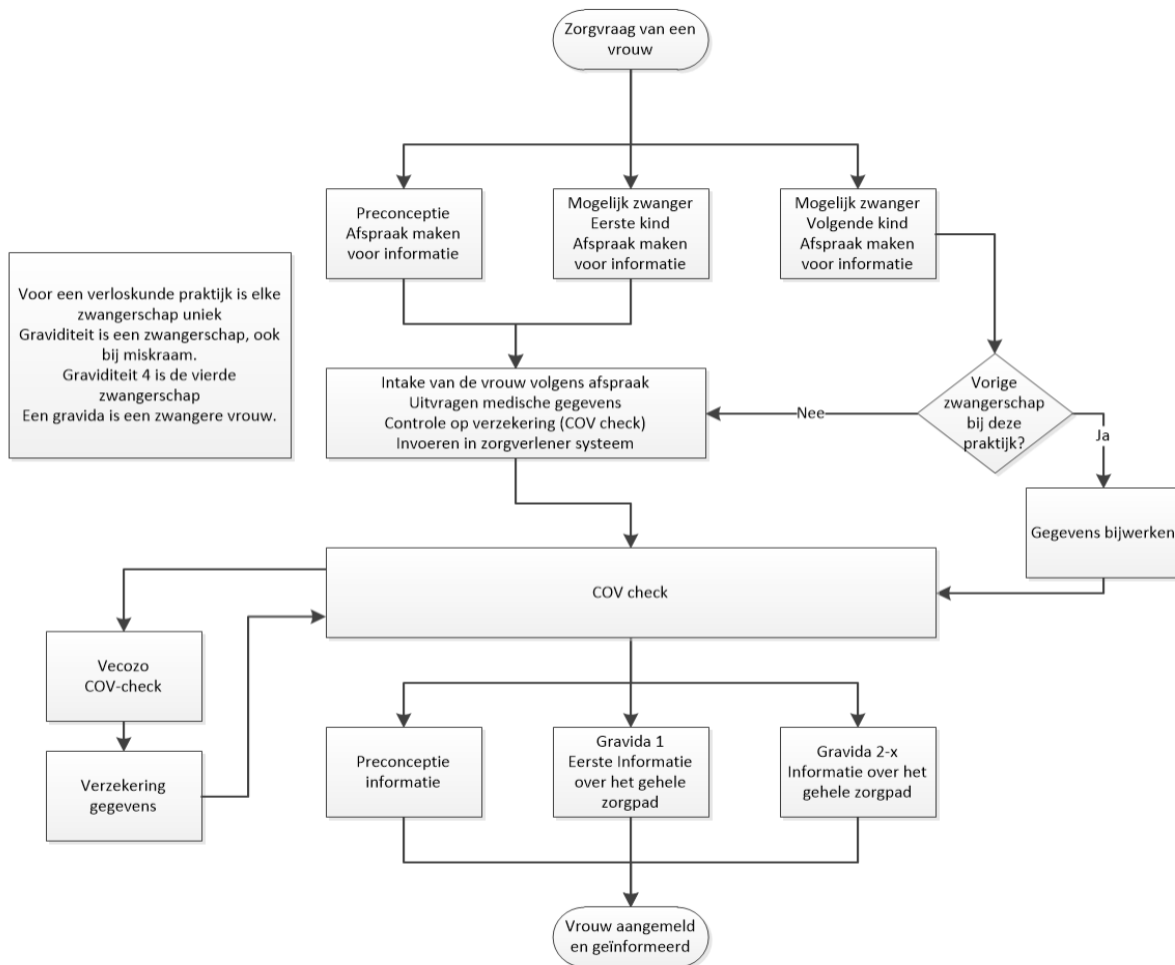 Zorgvraag van een
vrouw
Preconceptie
Afspraak maken
voor informatie
Mogelijk zwanger
Eerste kind
Afspraak maken
voor informatie
Mogelijk zwanger
Volgende kind
Afspraak maken
voor informatie
Voor een verloskunde praktijk is elke
zwangerschap uniek
Graviditeit is een zwangerschap, ook
bij miskraam.
Graviditeit 4 is de vierde
zwangerschap
Een gravida is een zwangere vrouw.
Intake van de vrouw volgens afspraak
Uitvragen medische gegevens
Controle op verzekering (COV check)
Invoeren in zorgverlener systeem
Nee
Vorige
zwangerschap
bij deze
praktijk?
Ja
Gegevens bijwerken
COV check
Vecozo
COV-check
Verzekering
gegevens
Preconceptie
informatie
Gravida 1
Eerste Informatie
over het gehele
zorgpad
Gravida 2-x
Informatie over het
gehele zorgpad
Vrouw aangemeld
en geïnformeerd